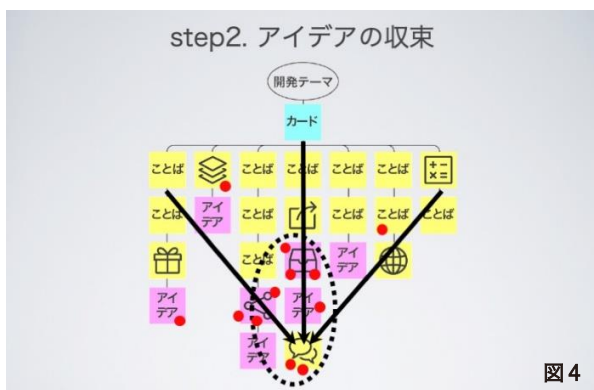 step2. アイデアの収束
開発テーマ
カード
ことば ことば ことば ことば ことば ことば
アイ
デア
ことば ことば ことば ことば ことば
ことば
アイ
デア
アイ
デア
アイ
デア
アイ
デア
図4